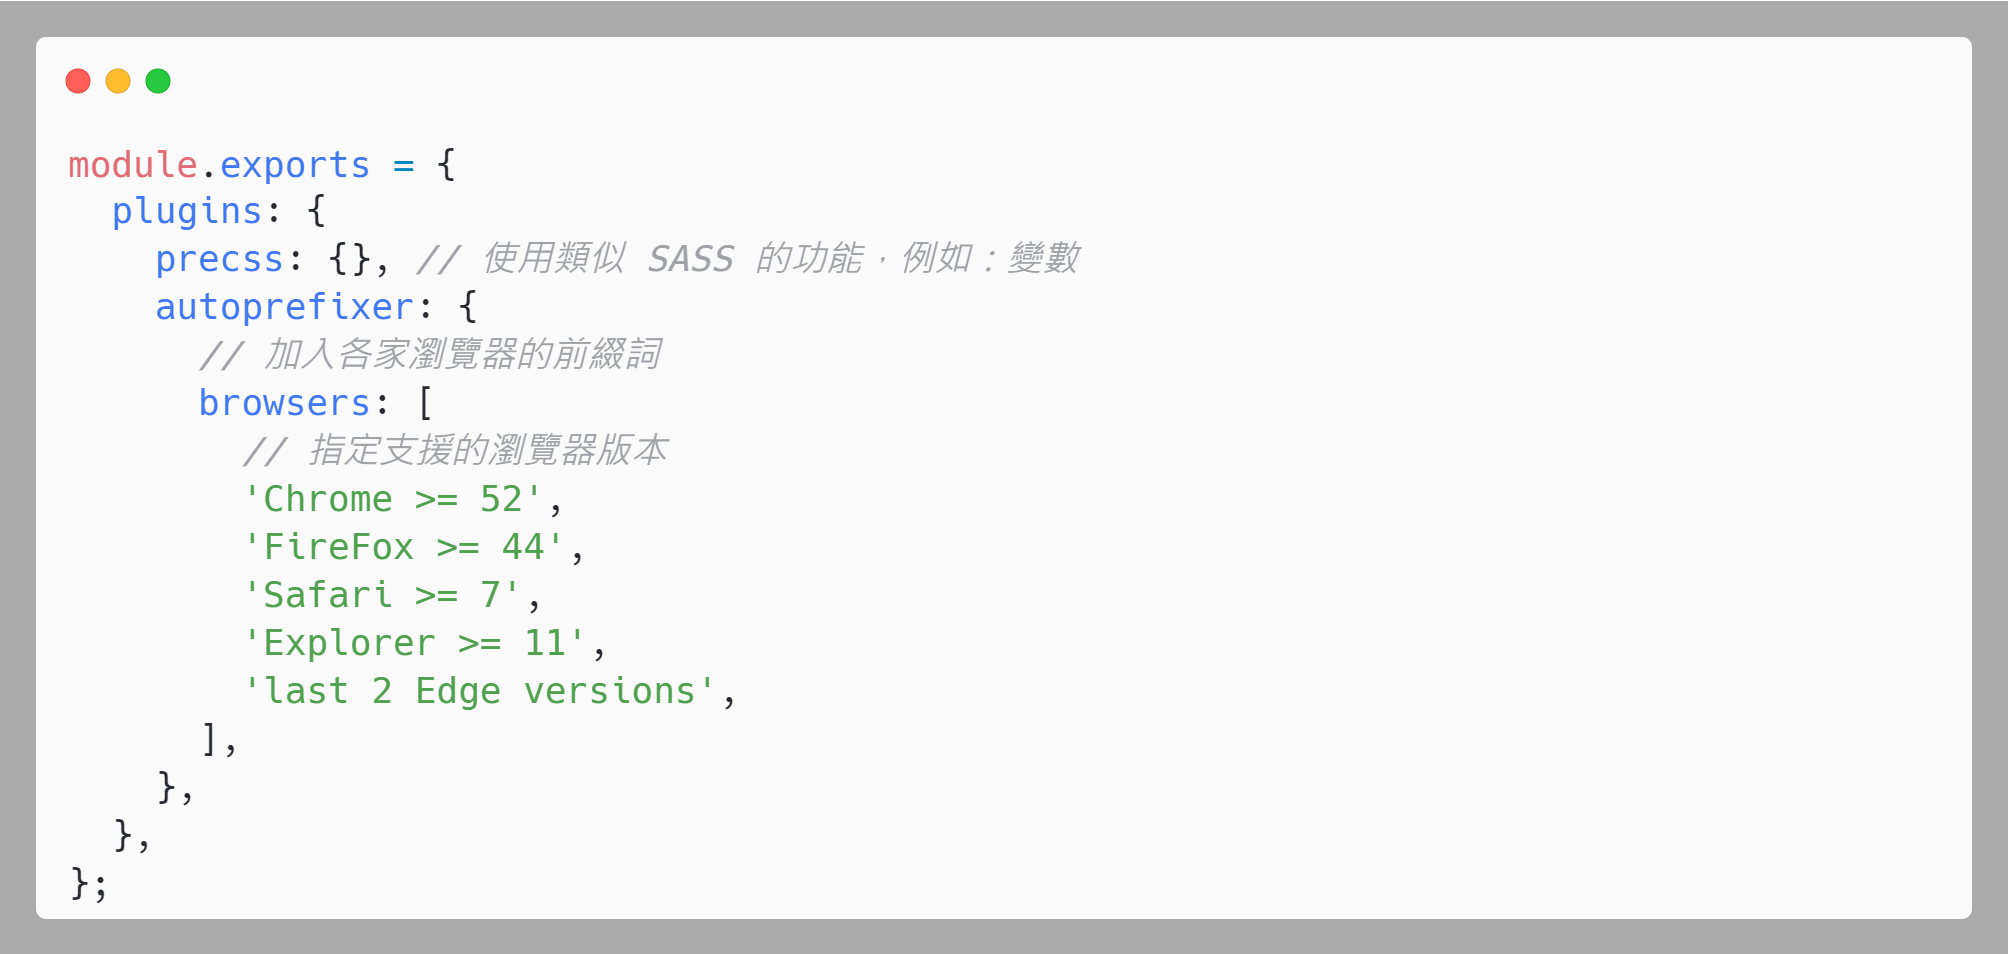 module.exports = {
  plugins: {
    precss: {}, // 使用類似 SASS 的功能，例如：變數
    autoprefixer: {
      // 加入各家瀏覽器的前綴詞
      browsers: [
        // 指定支援的瀏覽器版本
        'Chrome >= 52',
        'FireFox >= 44',
        'Safari >= 7',
        'Explorer >= 11',
        'last 2 Edge versions',
      ],
    },
  },
};